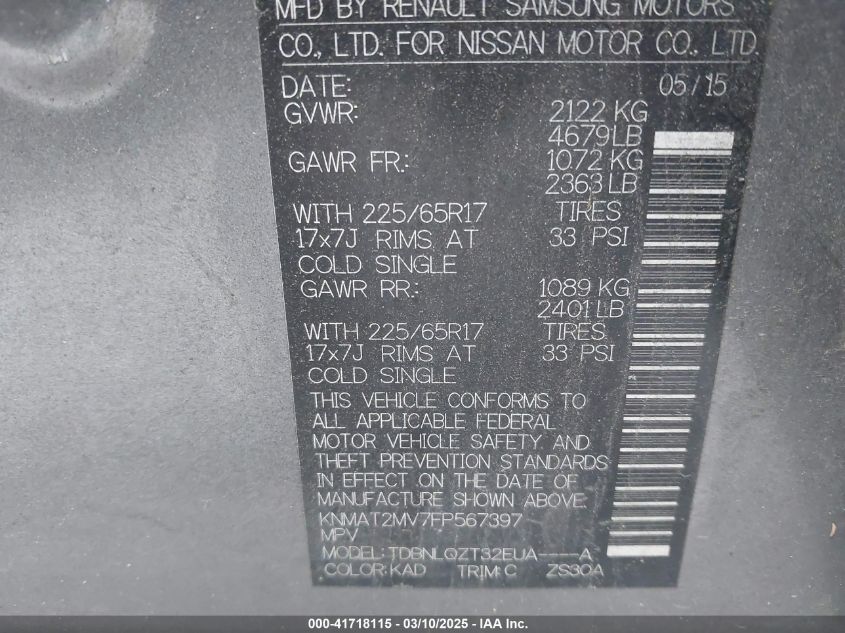 MFD BY RENAULT SAMSUNG MOTORS
CO., LTD. FOR NISSAN MOTOR CO., LTD.
DATE: 05/15
GVWR: 2122 KG
4679 LB
GAWR FR.: 1072 KG
2363 LB
WITH 225/65R17 TIRES
17x7J RIMS AT 33 PSI
COLD SINGLE
GAWR RR.: 1089 KG
2401 LB
WITH 225/65R17 TIRES
17x7J RIMS AT 33 PSI
COLD SINGLE
THIS VEHICLE CONFORMS TO
ALL APPLICABLE FEDERAL
MOTOR VEHICLE SAFETY, AND
THEFT PREVENTION STANDARDS
IN EFFECT ON THE DATE OF
MANUFACTURE SHOWN ABOVE.
KNMAT2MV7FP567397
MPV
MODEL: TDBNLQZT32EUA----A
COLOR: KAD TRIM: C ZS30A
000-41718115 - 03/10/2025 - IAA Inc.